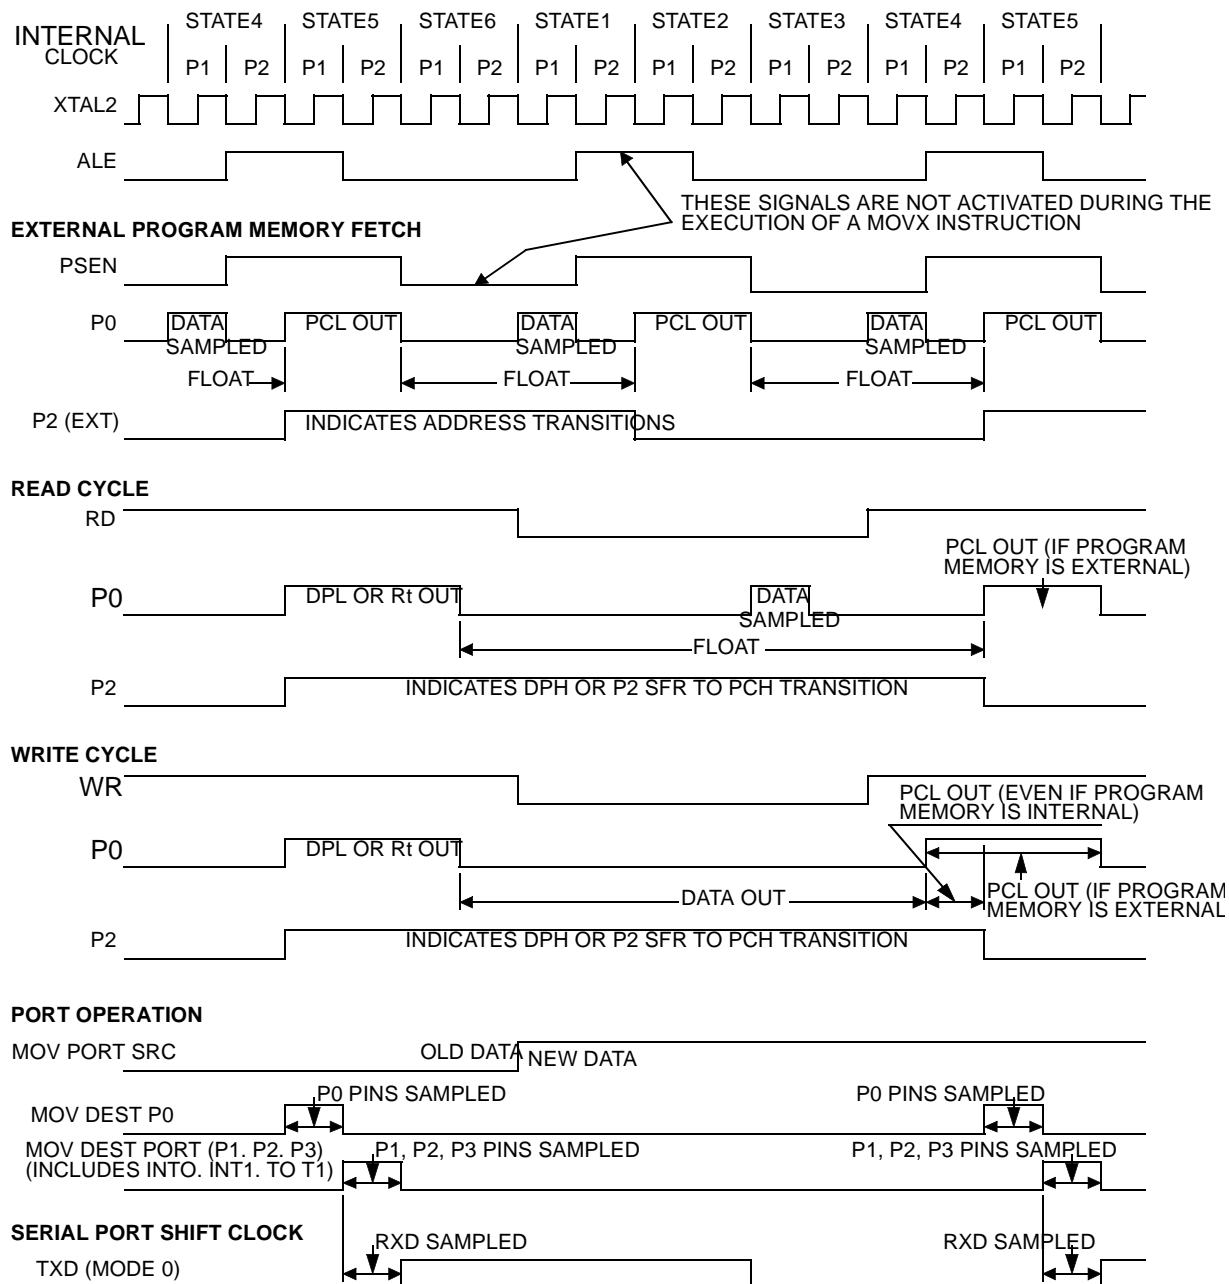 STATE4 STATE5 STATE6 STATE1 STATE2 STATE3 STATE4 STATE5
INTERNAL
CLOCK
P1 P2 P1 P2 P1 P2 P1 P2 P1 P2 P1 P2 P1 P2 P1 P2
XTAL2
ALE
THESE SIGNALS ARE NOT ACTIVATED DURING THE
EXECUTION OF A MOVX INSTRUCTION
EXTERNAL PROGRAM MEMORY FETCH
PSEN
P0 DATA PCL OUT DATA PCL OUT DATA PCL OUT
SAMPLED SAMPLED SAMPLED
FLOAT FLOAT FLOAT
P2 (EXT) INDICATES ADDRESS TRANSITIONS
READ CYCLE
RD
PCL OUT (IF PROGRAM
MEMORY IS EXTERNAL)
P0 DPL OR Rt OUT DATA
SAMPLED
FLOAT
P2 INDICATES DPH OR P2 SFR TO PCH TRANSITION
WRITE CYCLE
WR
PCL OUT (EVEN IF PROGRAM
MEMORY IS INTERNAL)
P0 DPL OR Rt OUT
DATA OUT
PCL OUT (IF PROGRAM
MEMORY IS EXTERNAL
P2 INDICATES DPH OR P2 SFR TO PCH TRANSITION
PORT OPERATION
MOV PORT SRC OLD DATA NEW DATA
P0 PINS SAMPLED P0 PINS SAMPLED
MOV DEST P0
MOV DEST PORT (P1. P2. P3) P1, P2, P3 PINS SAMPLED P1, P2, P3 PINS SAMPLED
(INCLUDES INTO. INT1. TO T1)
SERIAL PORT SHIFT CLOCK
RXD SAMPLED RXD SAMPLED
TXD (MODE 0)